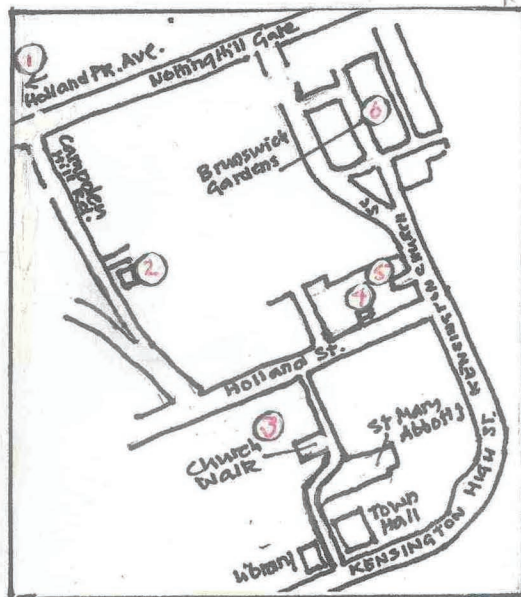 1
Holland Pk. Ave.
Notting Hill Gate
6
Campden
Hill Rd.
Brunswick
Gardens
2
5
4
KENSINGTON CHURCH ST
Holland St.
3
Church
Walk
St Mary
Abbotts
Town
Hall
Library
KENSINGTON HIGH ST.